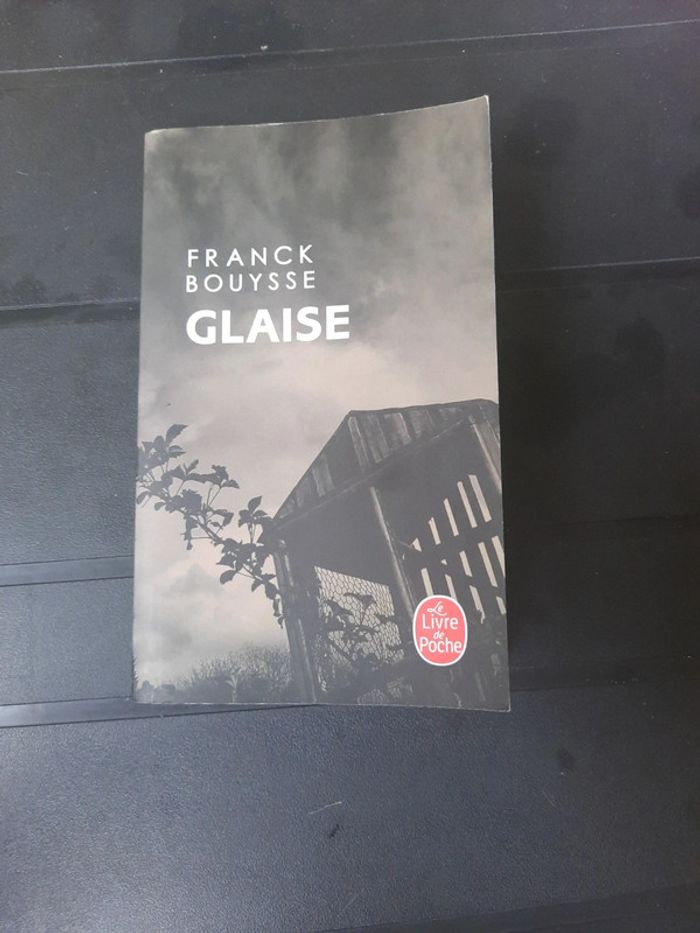 FRANCK
BOUYSSE
GLAISE
Le
Livre
de
Poche